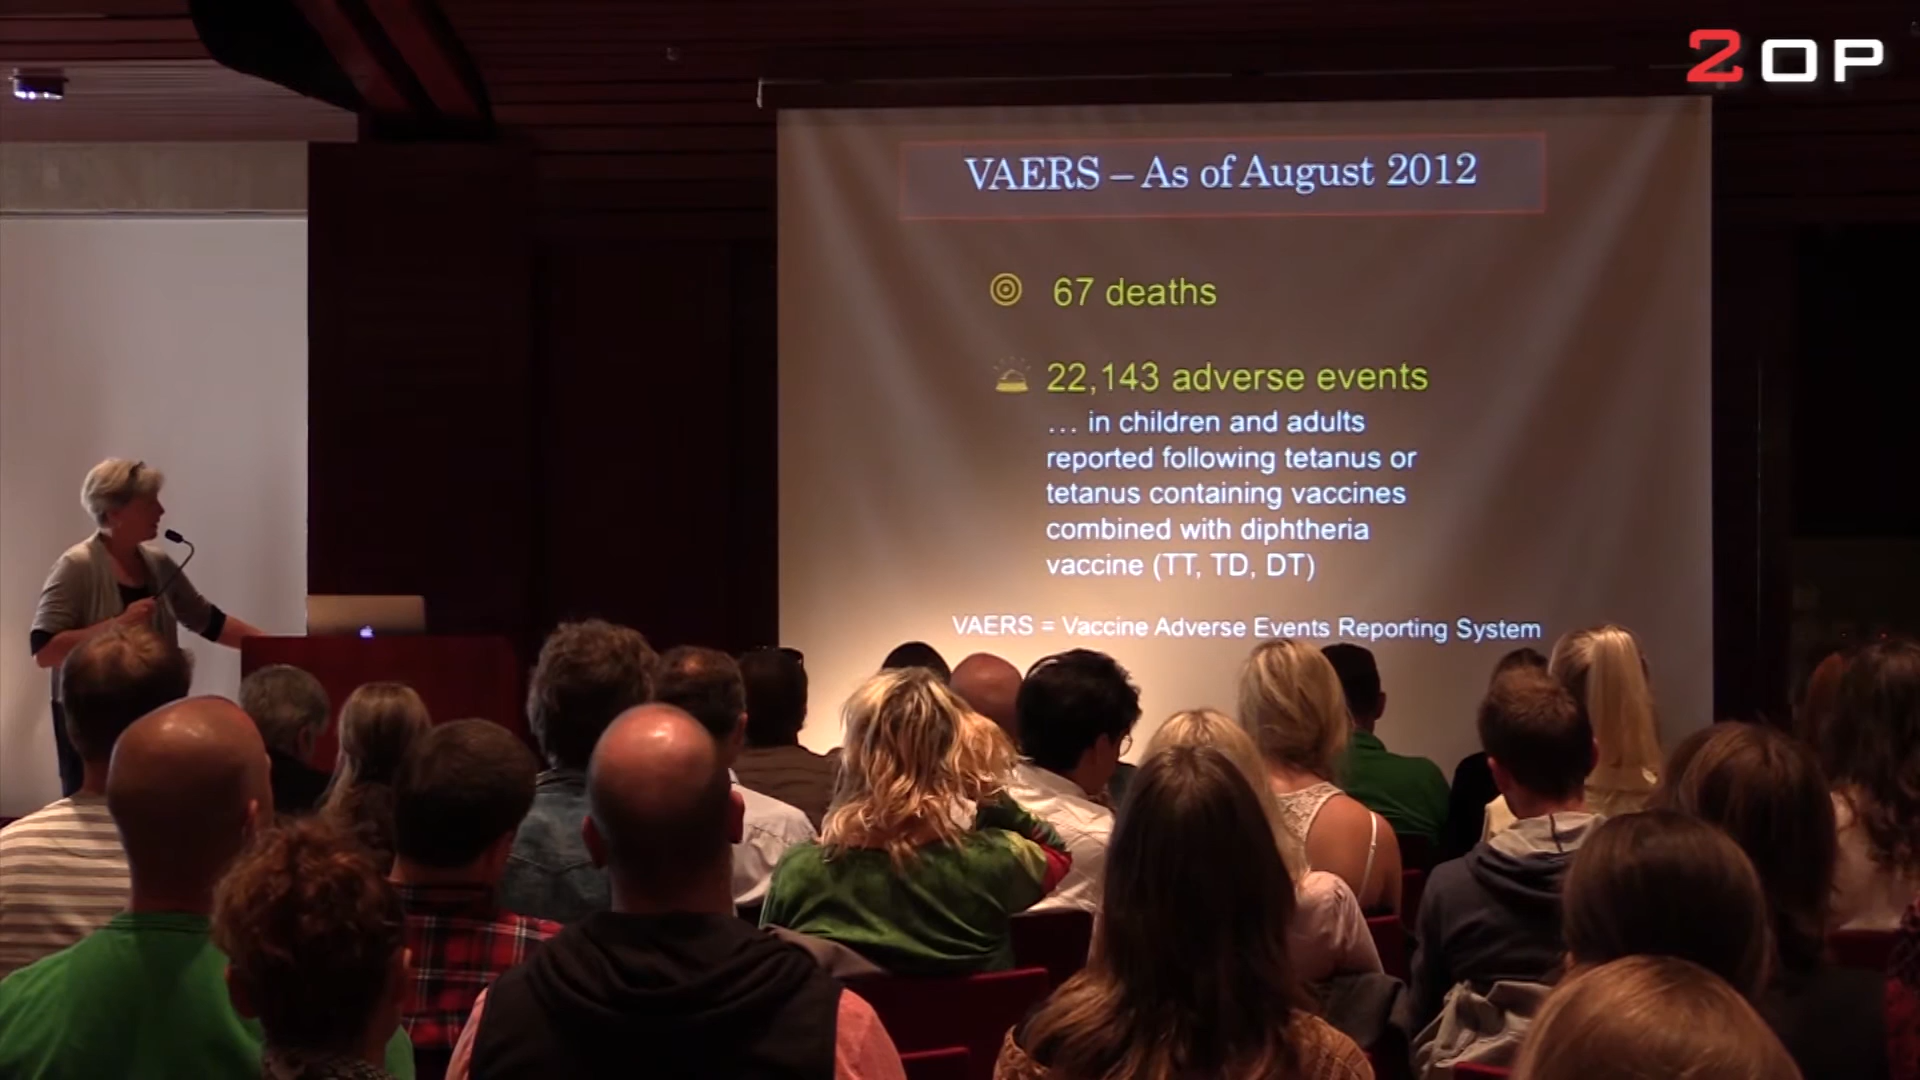 2OP
VAERS – As of August 2012
67 deaths
22,143 adverse events
... in children and adults
reported following tetanus or
tetanus containing vaccines
combined with diphtheria
vaccine (TT, TD, DT)
VAERS = Vaccine Adverse Events Reporting System